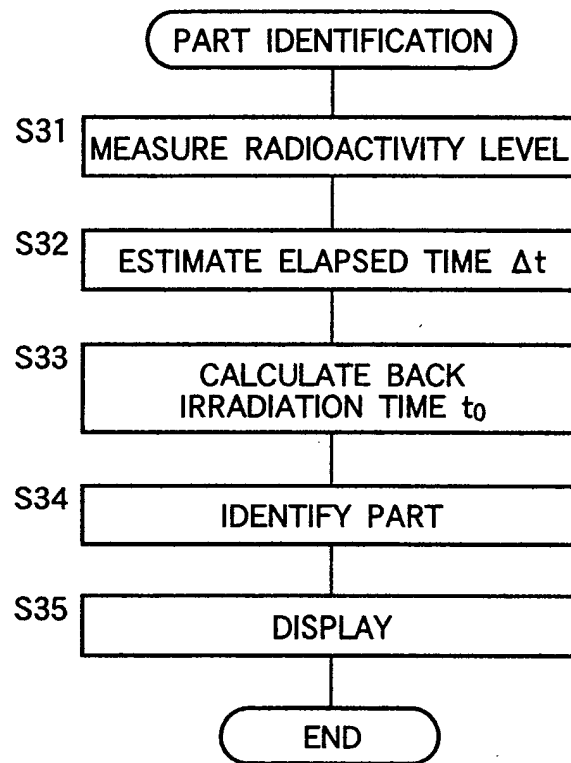 PART IDENTIFICATION
S31
MEASURE RADIOACTIVITY LEVEL
S32
ESTIMATE ELAPSED TIME Δt
S33
CALCULATE BACK
IRRADIATION TIME t₀
S34
IDENTIFY PART
S35
DISPLAY
END